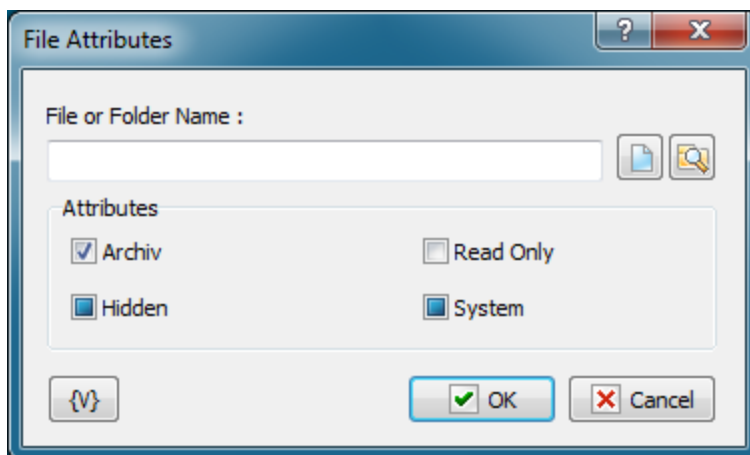 File Attributes
?
File or Folder Name :
Attributes
Archiv
Read Only
Hidden
System
{V}
OK
Cancel